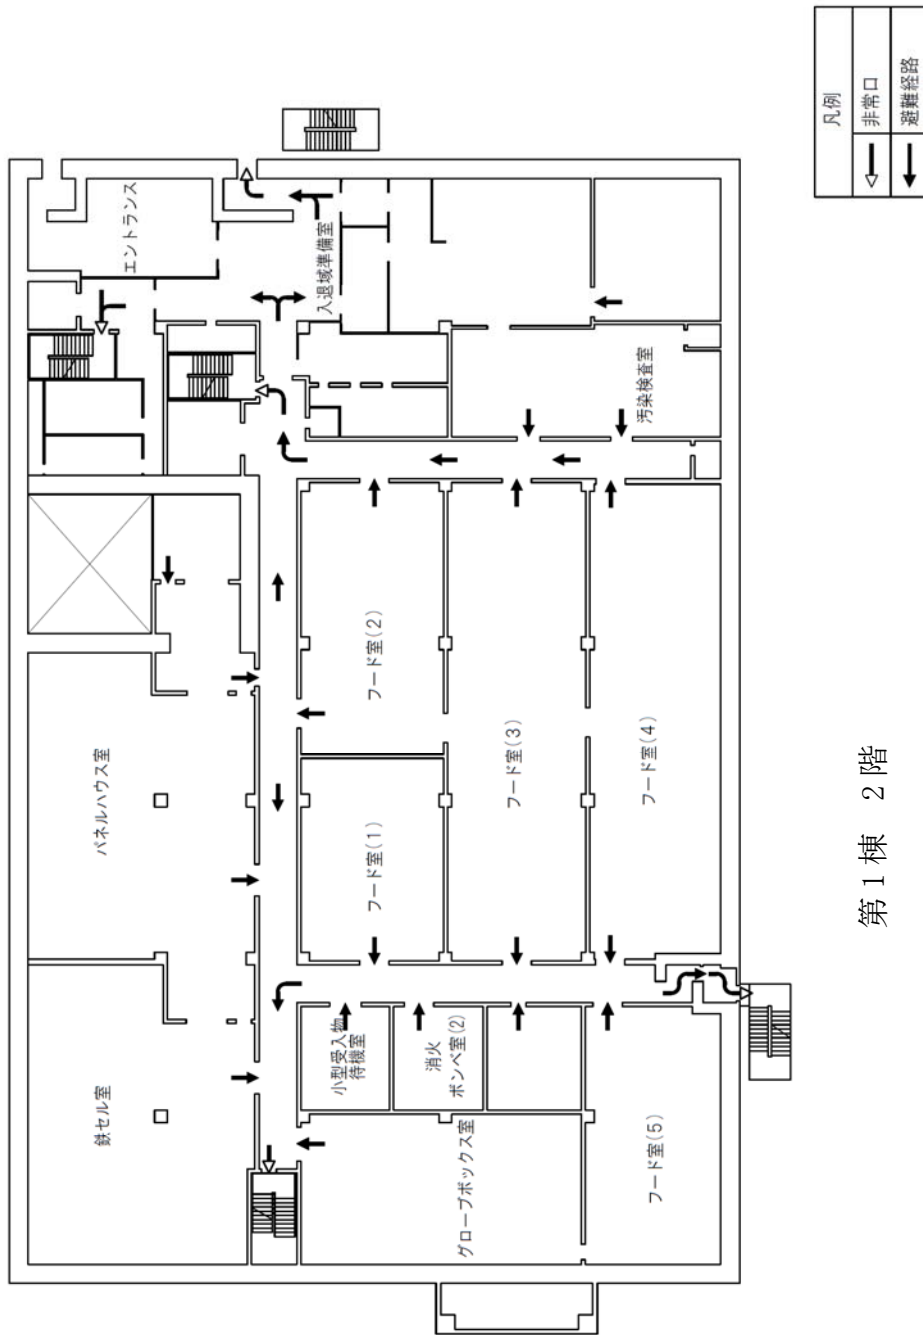 凡例
非常口
避難経路
エントランス
入退域準備室
汚染検査室
パネルハウス室
フード室(2)
フード室(3)
フード室(4)
フード室(1)
鉄セル室
小型受入物
待機室
消火
ボンベ室(2)
グローブボックス室
フード室(5)
第1棟 2階